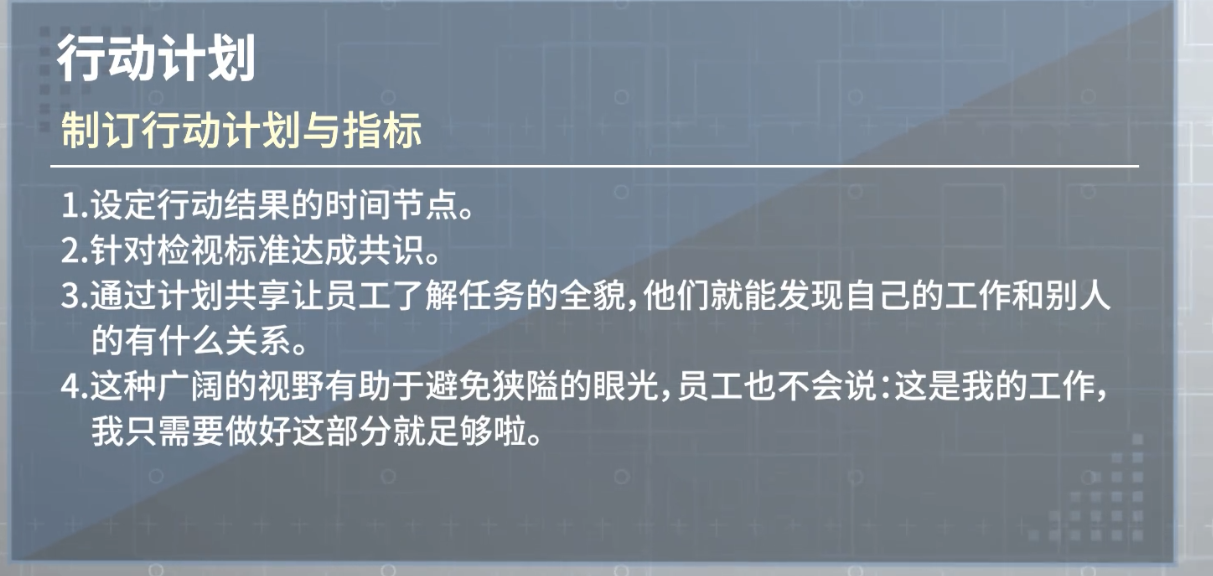 行动计划
制订行动计划与指标
1.设定行动结果的时间节点。
2.针对检视标准达成共识。
3.通过计划共享让员工了解任务的全貌,他们就能发现自己的工作和别人
的有什么关系。
4.这种广阔的视野有助于避免狭隘的眼光,员工也不会说:这是我的工作,
我只需要做好这部分就足够啦。